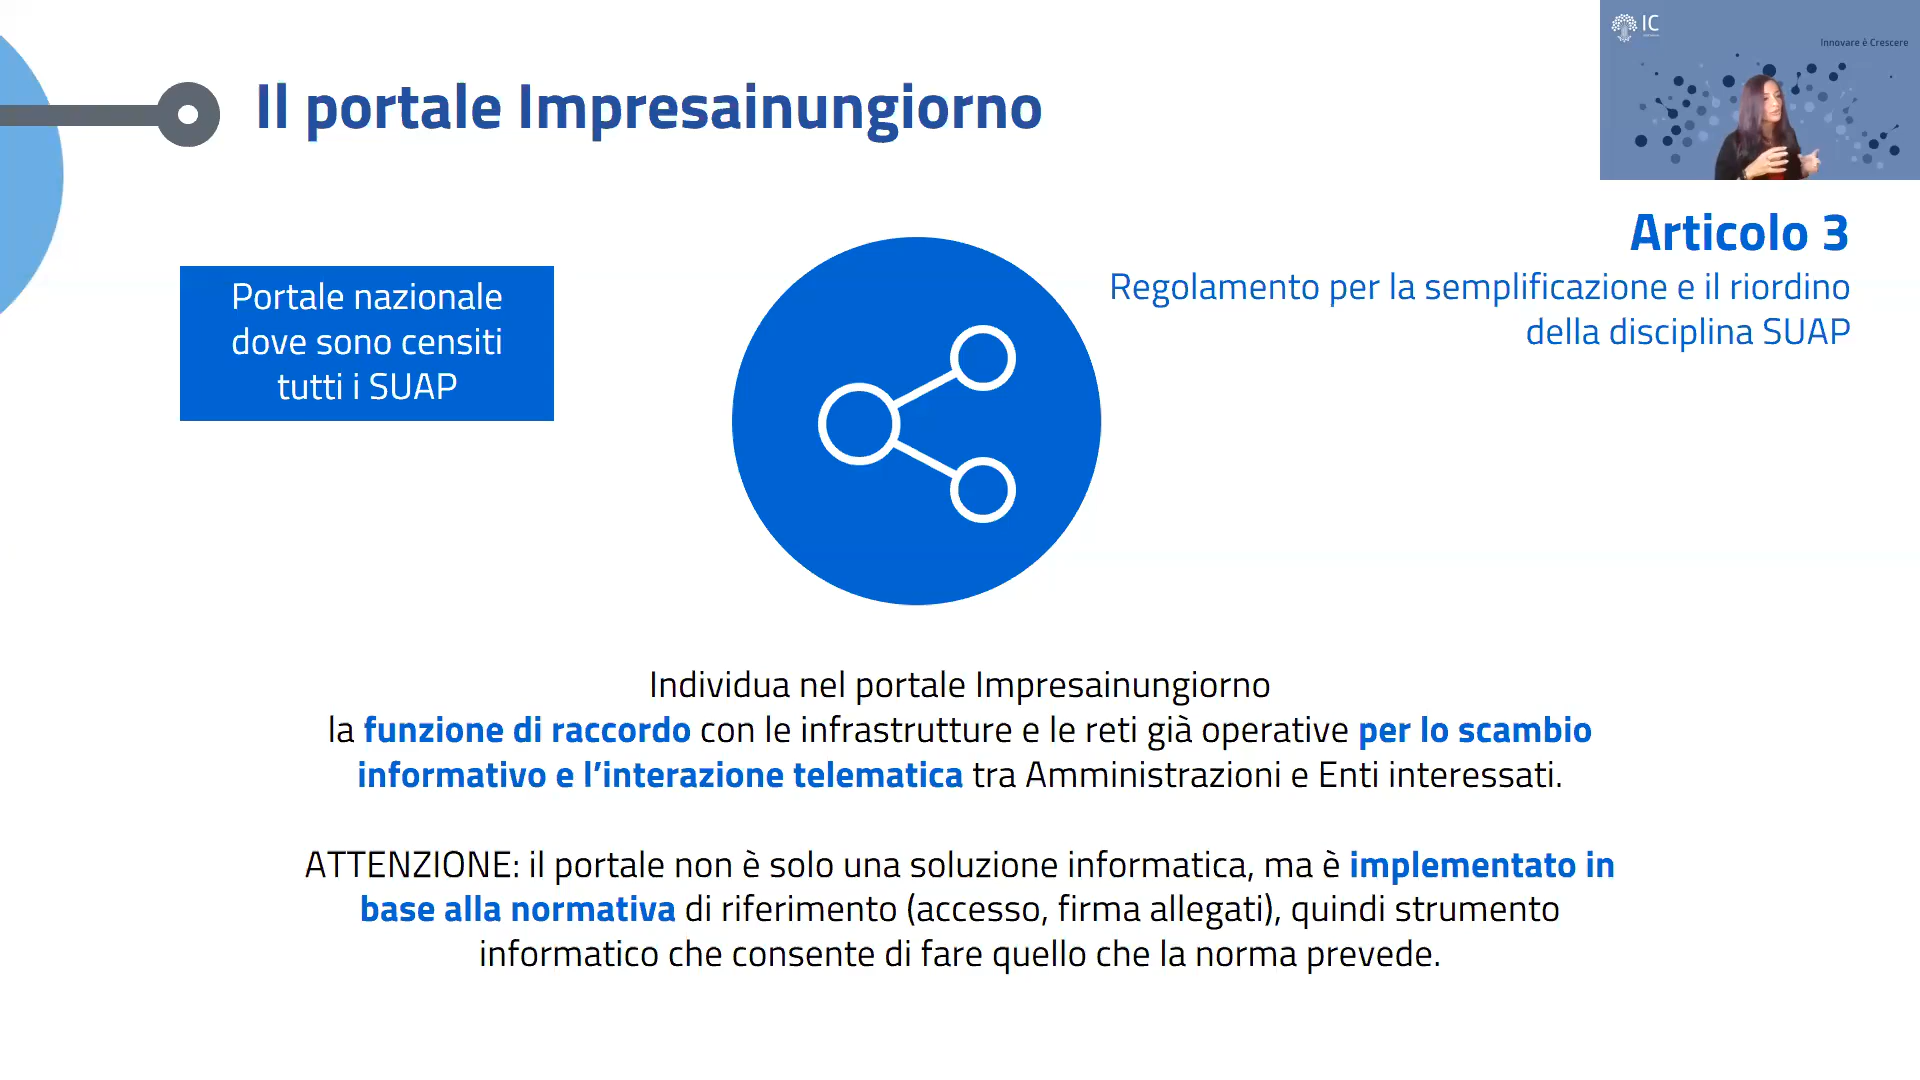 IC
Innovare è Crescere
Il portale Impresainungiorno
Articolo 3
Regolamento per la semplificazione e il riordino
della disciplina SUAP
Portale nazionale
dove sono censiti
tutti i SUAP
Individua nel portale Impresainungiorno
la funzione di raccordo con le infrastrutture e le reti già operative per lo scambio
informativo e l’interazione telematica tra Amministrazioni e Enti interessati.
ATTENZIONE: il portale non è solo una soluzione informatica, ma è implementato in
base alla normativa di riferimento (accesso, firma allegati), quindi strumento
informatico che consente di fare quello che la norma prevede.